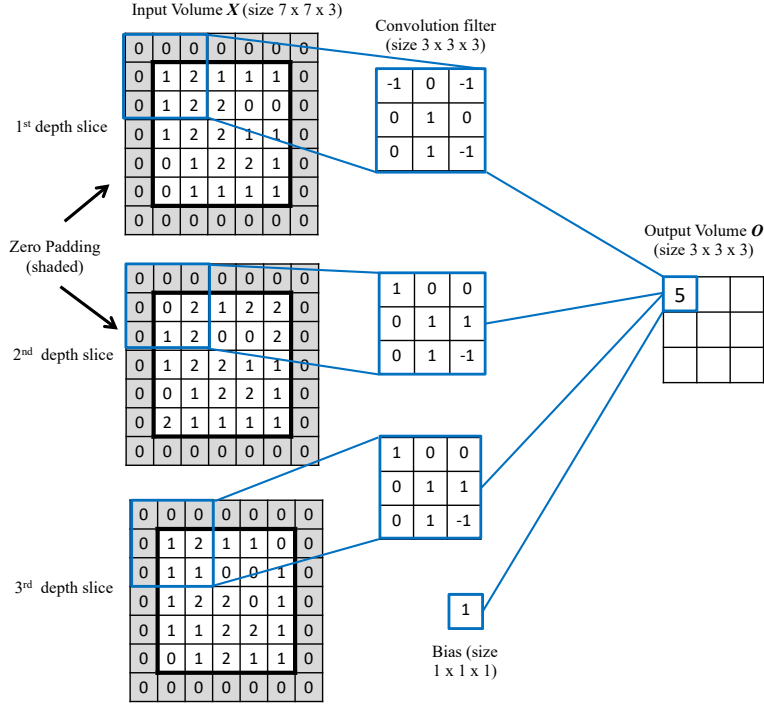 Input Volume X (size 7 x 7 x 3)
Convolution filter
(size 3 x 3 x 3)
0 0 0 0 0 0 0
0 1 2 1 1 1 0
0 1 2 2 0 0 0
0 1 2 2 1 1 0
0 0 1 2 2 1 0
0 0 1 1 1 1 0
0 0 0 0 0 0 0
-1 0 -1
0 1 0
0 1 -1
1st depth slice
Zero Padding
(shaded)
Output Volume O
(size 3 x 3 x 3)
5
0 0 0 0 0 0 0
0 0 2 1 2 2 0
0 1 2 0 0 2 0
0 1 2 2 1 1 0
0 0 1 2 2 1 0
0 2 1 1 1 1 0
0 0 0 0 0 0 0
1 0 0
0 1 1
0 1 -1
2nd depth slice
0 0 0 0 0 0 0
0 1 2 1 1 0 0
0 1 1 0 0 1 0
0 1 2 2 0 1 0
0 1 1 2 2 1 0
0 0 1 2 1 1 0
0 0 0 0 0 0 0
1 0 0
0 1 1
0 1 -1
3rd depth slice
1
Bias (size
1 x 1 x 1)